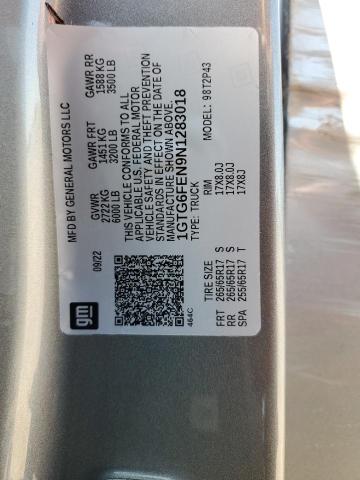 MFD BY GENERAL MOTORS LLC
GVWR GAWR FRT GAWR RR
2722 KG 1451 KG 1588 KG
6000 LB 3200 LB 3500 LB
09/22
THIS VEHICLE CONFORMS TO ALL
APPLICABLE U.S. FEDERAL MOTOR
VEHICLE SAFETY AND THEFT PREVENTION
STANDARDS IN EFFECT ON THE DATE OF
MANUFACTURE SHOWN ABOVE.
1GTG6FEN9N1283018
TYPE: TRUCK MODEL: 98T2P43
gm
464C
TIRE SIZE RIM
FRT 265/65R17 S 17X8.0J
RR 265/65R17 S 17X8.0J
SPA 255/65R17 T 17X8J